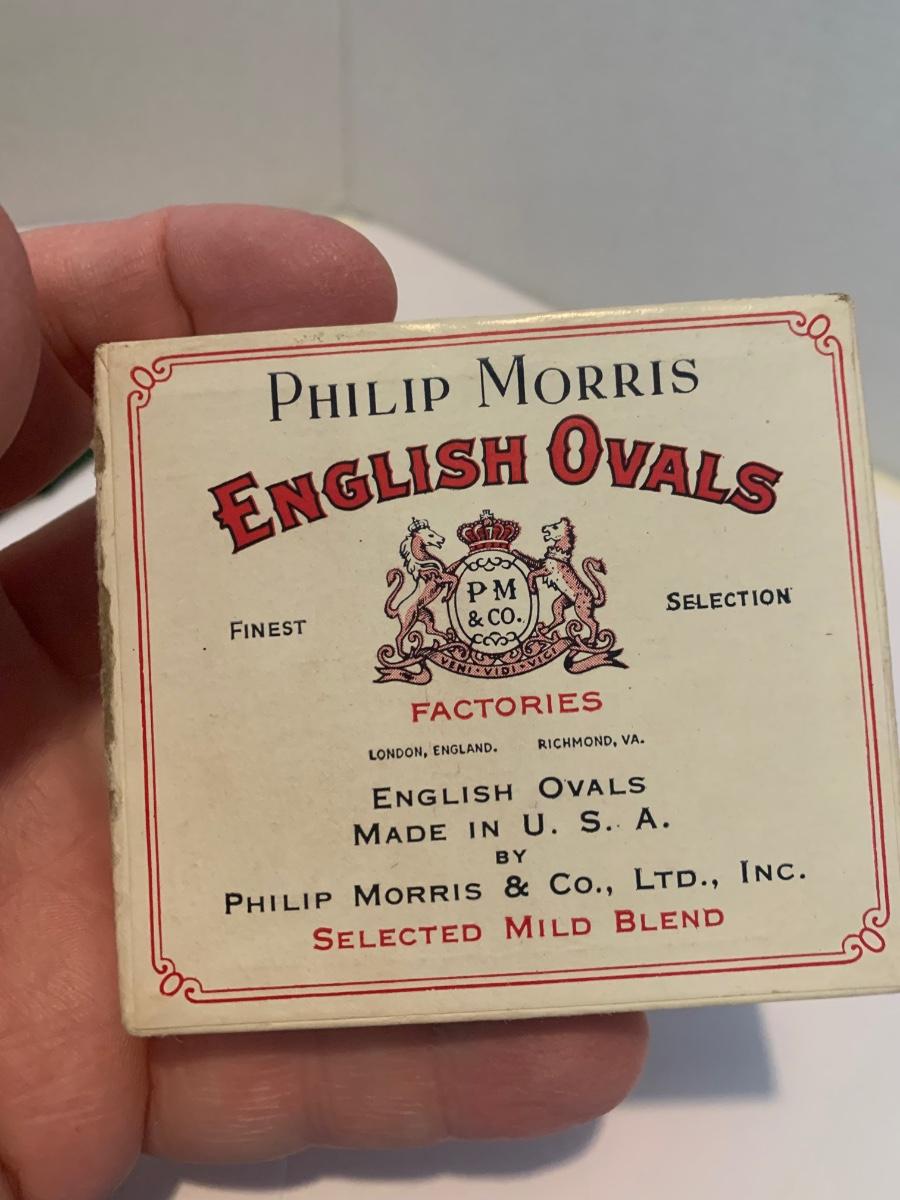 PHILIP MORRIS
ENGLISH OVALS
P M
& CO.
FINEST
SELECTION
VENI · VIDI · VICI
FACTORIES
LONDON, ENGLAND. RICHMOND, VA.
ENGLISH OVALS
MADE IN U. S. A.
BY
PHILIP MORRIS & CO., LTD., INC.
SELECTED MILD BLEND